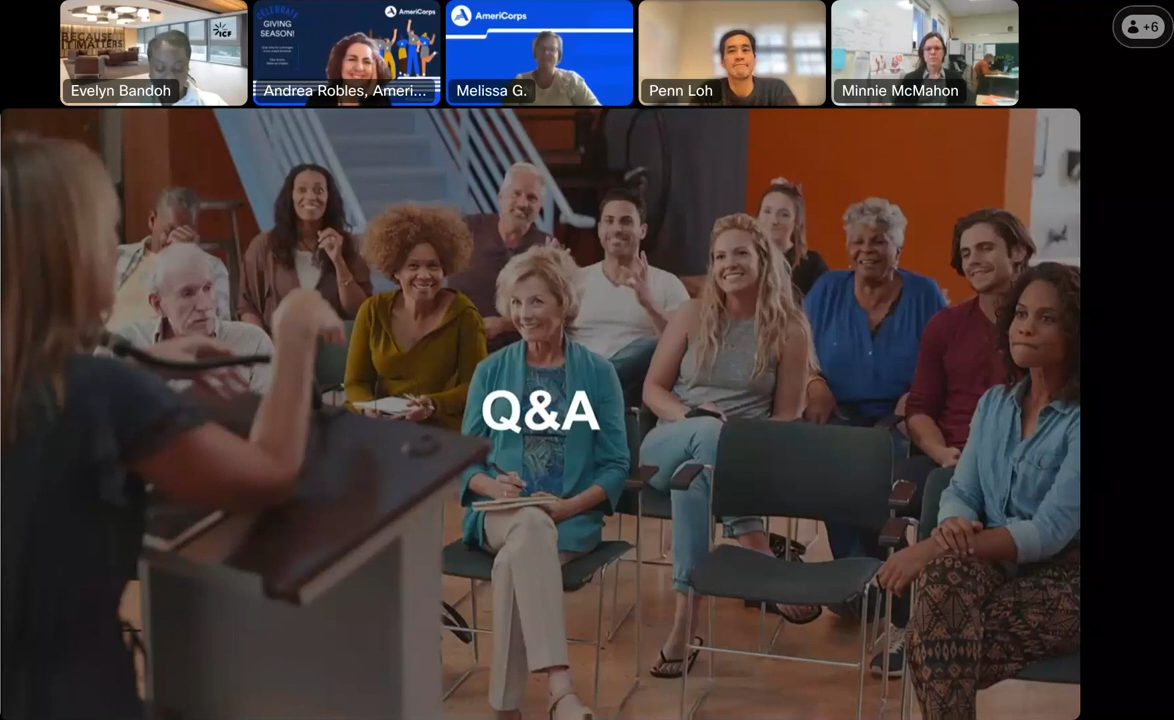 BECAUSE
IT MATTERS
ICF
Evelyn Bandoh
CELEBRATE
GIVING
SEASON!
AmeriCorps
Andrea Robles, Ameri...
AmeriCorps
Melissa G.
Penn Loh
Minnie McMahon
+6
Q&A